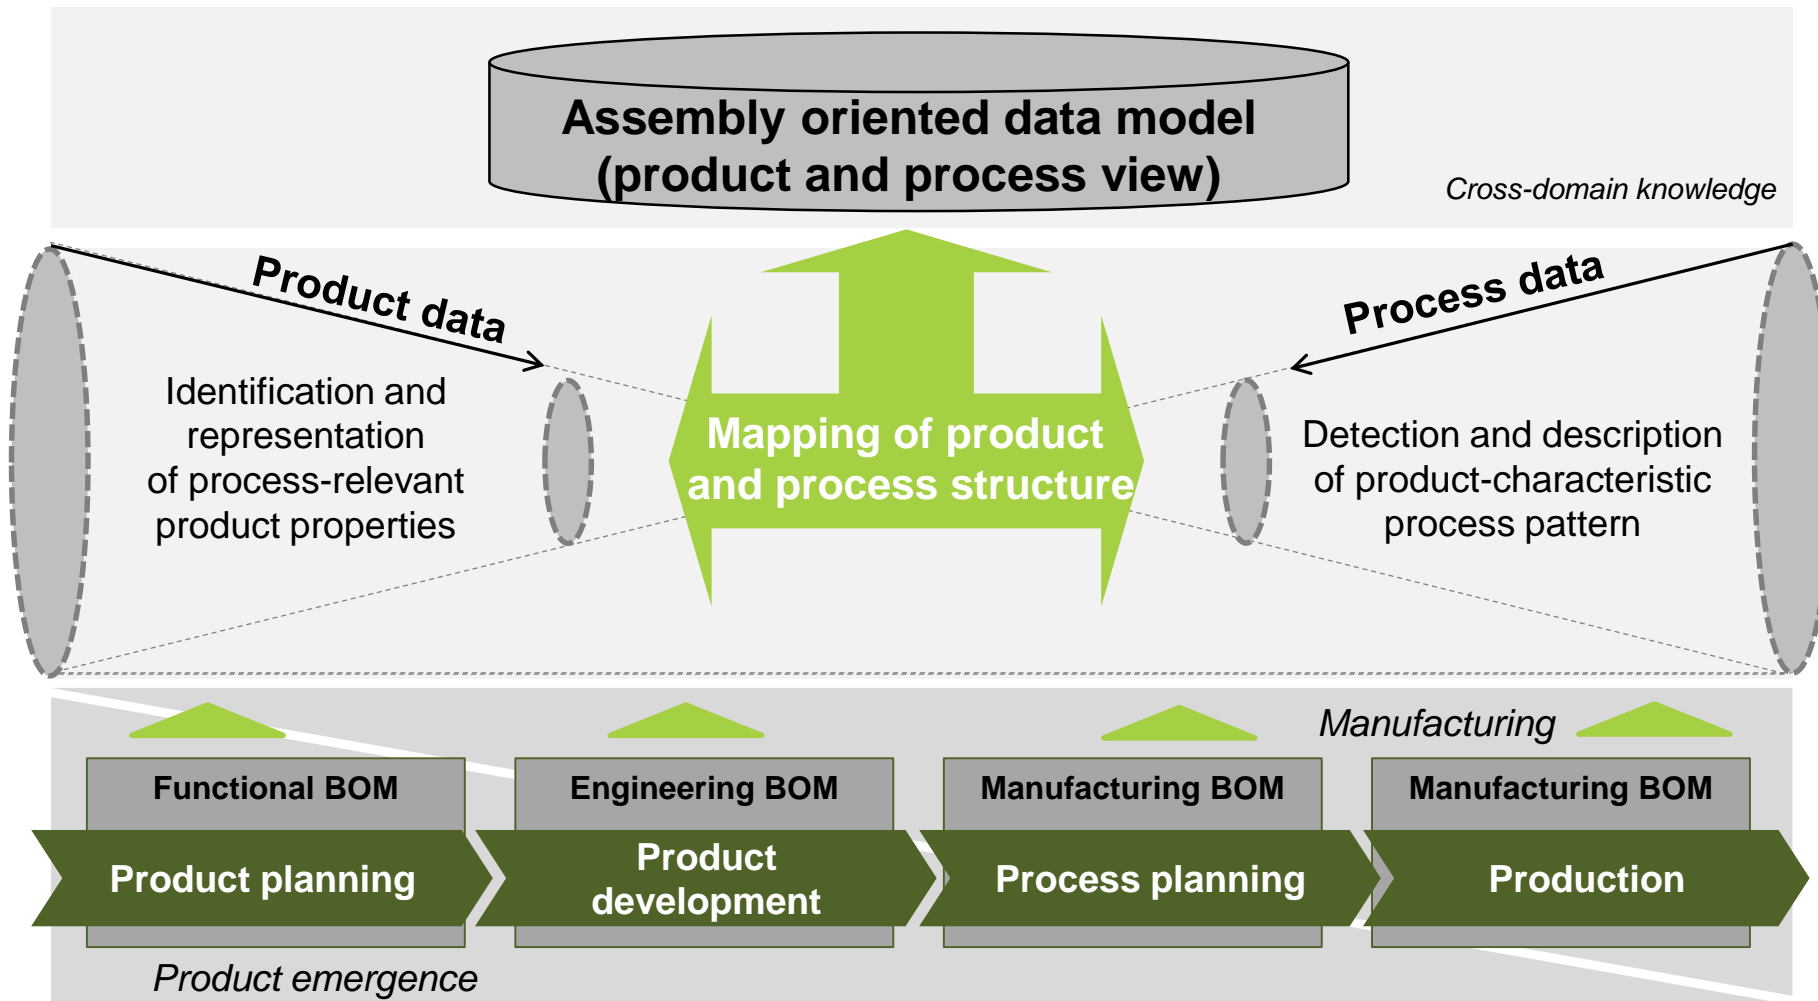 Assembly oriented data model
(product and process view)
Cross-domain knowledge
Product data
Process data
Identification and
representation
of process-relevant
product properties
Mapping of product
and process structure
Detection and description
of product-characteristic
process pattern
Manufacturing
Functional BOM
Engineering BOM
Manufacturing BOM
Manufacturing BOM
Product planning
Product
development
Process planning
Production
Product emergence